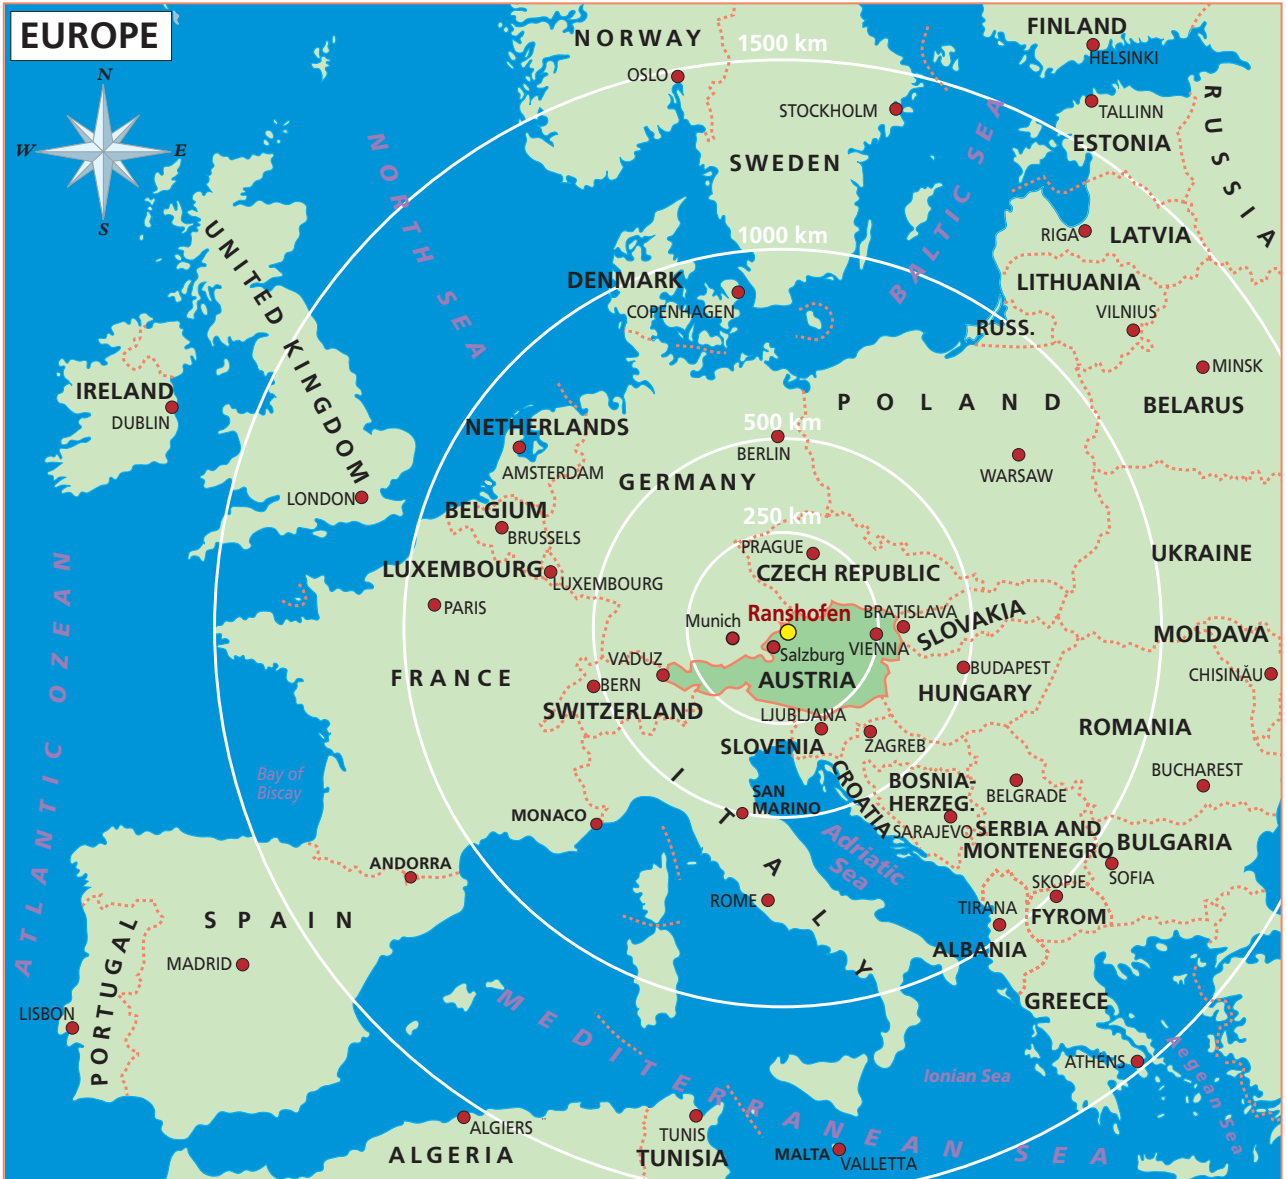 EUROPE
N
W
E
S
NORWAY
1500 km
FINLAND
OSLO
HELSINKI
STOCKHOLM
TALLINN
RUSSIA
ESTONIA
SWEDEN
NORTH SEA
BALTIC SEA
UNITED KINGDOM
RIGA
LATVIA
1000 km
DENMARK
LITHUANIA
COPENHAGEN
VILNIUS
RUSS.
MINSK
IRELAND
DUBLIN
POLAND
BELARUS
NETHERLANDS
500 km
AMSTERDAM
BERLIN
WARSAW
GERMANY
LONDON
BELGIUM
250 km
BRUSSELS
PRAGUE
UKRAINE
LUXEMBOURG
LUXEMBOURG
CZECH REPUBLIC
PARIS
Ranshofen
BRATISLAVA
SLOVAKIA
Munich
VIENNA
MOLDAVA
Salzburg
VADUZ
BUDAPEST
CHISINĂU
FRANCE
BERN
AUSTRIA
HUNGARY
SWITZERLAND
LJUBLJANA
ROMANIA
SLOVENIA
ZAGREB
ATLANTIC OZEAN
Bay of
Biscay
ITALY
CROATIA
BOSNIA-
HERZEG.
BELGRADE
BUCHAREST
SAN
MARINO
MONACO
SARAJEVO
SERBIA AND
MONTENEGRO
BULGARIA
Adriatic
Sea
ANDORRA
SOFIA
SKOPJE
ROME
TIRANA
FYROM
SPAIN
PORTUGAL
ALBANIA
MADRID
GREECE
LISBON
MEDITERRANEAN SEA
ATHENS
Aegean Sea
Ionian Sea
ALGIERS
TUNIS
ALGERIA
TUNISIA
MALTA
VALLETTA